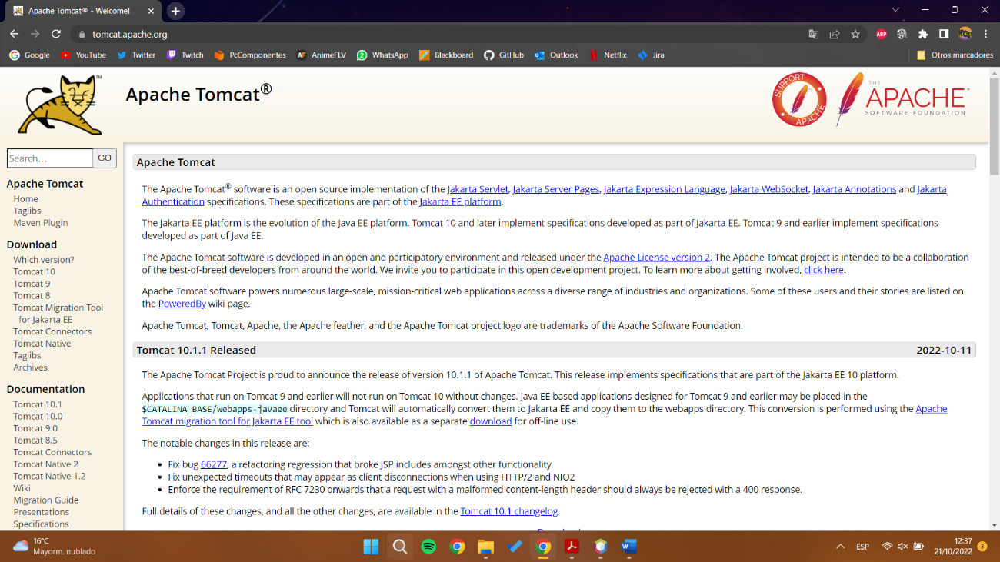 Apache Tomcat® - Welcome!
tomcat.apache.org
ABP
Google
YouTube
Twitter
Twitch
PcComponentes
AF AnimeFLV
2 WhatsApp
Blackboard
GitHub
Outlook
Netflix
Jira
Otros marcadores
TM
Apache Tomcat®
SUPPORT APACHE
THE
APACHE®
SOFTWARE FOUNDATION
Search…
GO
Apache Tomcat
Home
Taglibs
Maven Plugin
Download
Which version?
Tomcat 10
Tomcat 9
Tomcat 8
Tomcat Migration Tool
for Jakarta EE
Tomcat Connectors
Tomcat Native
Taglibs
Archives
Documentation
Tomcat 10.1
Tomcat 10.0
Tomcat 9.0
Tomcat 8.5
Tomcat Connectors
Tomcat Native 2
Tomcat Native 1.2
Wiki
Migration Guide
Presentations
Specifications
Apache Tomcat
The Apache Tomcat® software is an open source implementation of the Jakarta Servlet, Jakarta Server Pages, Jakarta Expression Language, Jakarta WebSocket, Jakarta Annotations and Jakarta
Authentication specifications. These specifications are part of the Jakarta EE platform.
The Jakarta EE platform is the evolution of the Java EE platform. Tomcat 10 and later implement specifications developed as part of Jakarta EE. Tomcat 9 and earlier implement specifications
developed as part of Java EE.
The Apache Tomcat software is developed in an open and participatory environment and released under the Apache License version 2. The Apache Tomcat project is intended to be a collaboration
of the best-of-breed developers from around the world. We invite you to participate in this open development project. To learn more about getting involved, click here.
Apache Tomcat software powers numerous large-scale, mission-critical web applications across a diverse range of industries and organizations. Some of these users and their stories are listed on
the PoweredBy wiki page.
Apache Tomcat, Tomcat, Apache, the Apache feather, and the Apache Tomcat project logo are trademarks of the Apache Software Foundation.
Tomcat 10.1.1 Released 2022-10-11
The Apache Tomcat Project is proud to announce the release of version 10.1.1 of Apache Tomcat. This release implements specifications that are part of the Jakarta EE 10 platform.
Applications that run on Tomcat 9 and earlier will not run on Tomcat 10 without changes. Java EE based applications designed for Tomcat 9 and earlier may be placed in the
$CATALINA_BASE/webapps-javaee directory and Tomcat will automatically convert them to Jakarta EE and copy them to the webapps directory. This conversion is performed using the Apache
Tomcat migration tool for Jakarta EE tool which is also available as a separate download for off-line use.
The notable changes in this release are:
• Fix bug 66277, a refactoring regression that broke JSP includes amongst other functionality
• Fix unexpected timeouts that may appear as client disconnections when using HTTP/2 and NIO2
• Enforce the requirement of RFC 7230 onwards that a request with a malformed content-length header should always be rejected with a 400 response.
Full details of these changes, and all the other changes, are available in the Tomcat 10.1 changelog.
16°C
Mayorm. nublado
W
ESP
12:37
21/10/2022
3